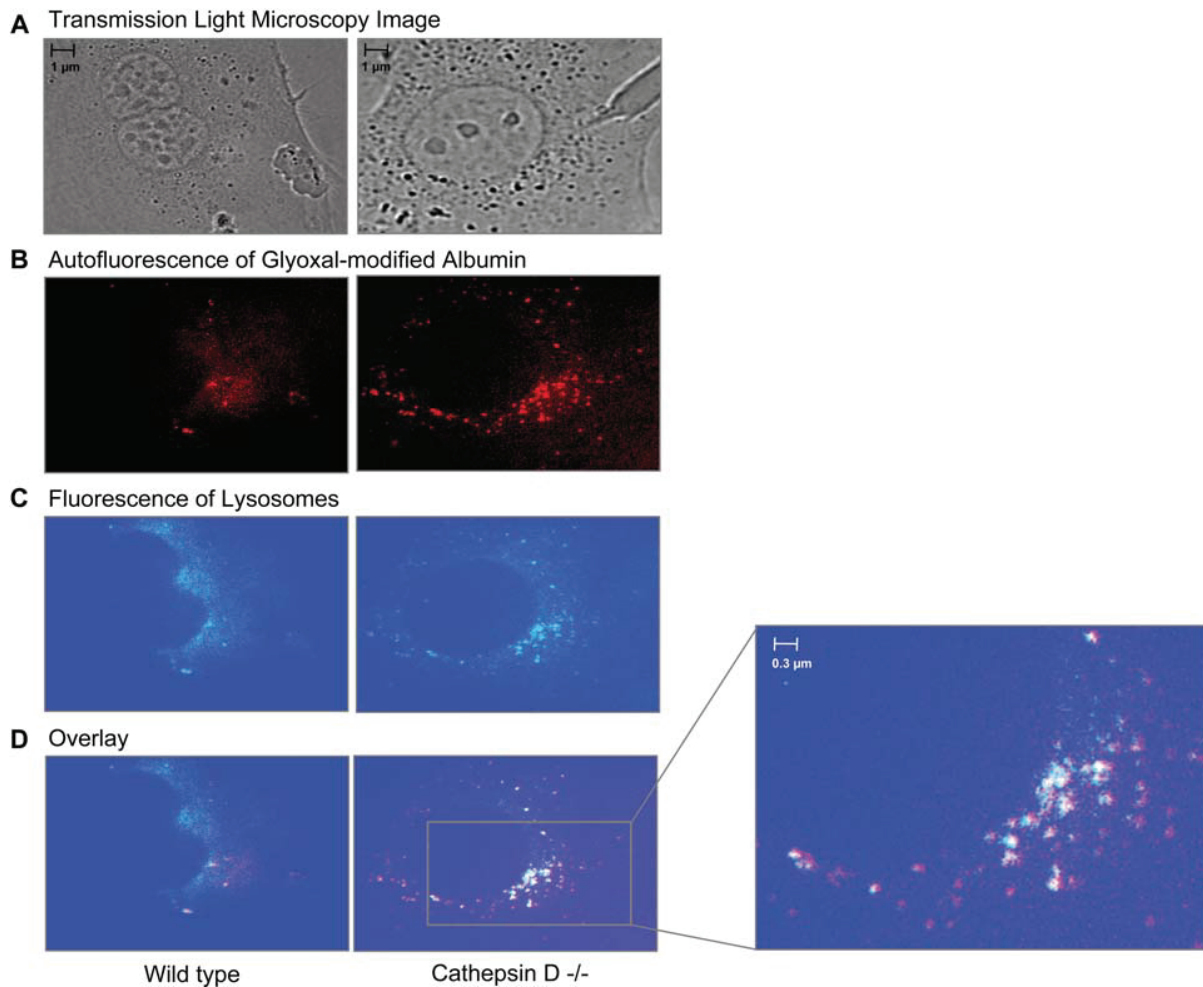 A Transmission Light Microscopy Image
1 µm
1 µm
B Autofluorescence of Glyoxal-modified Albumin
C Fluorescence of Lysosomes
0.3 µm
D Overlay
Wild type
Cathepsin D -/-